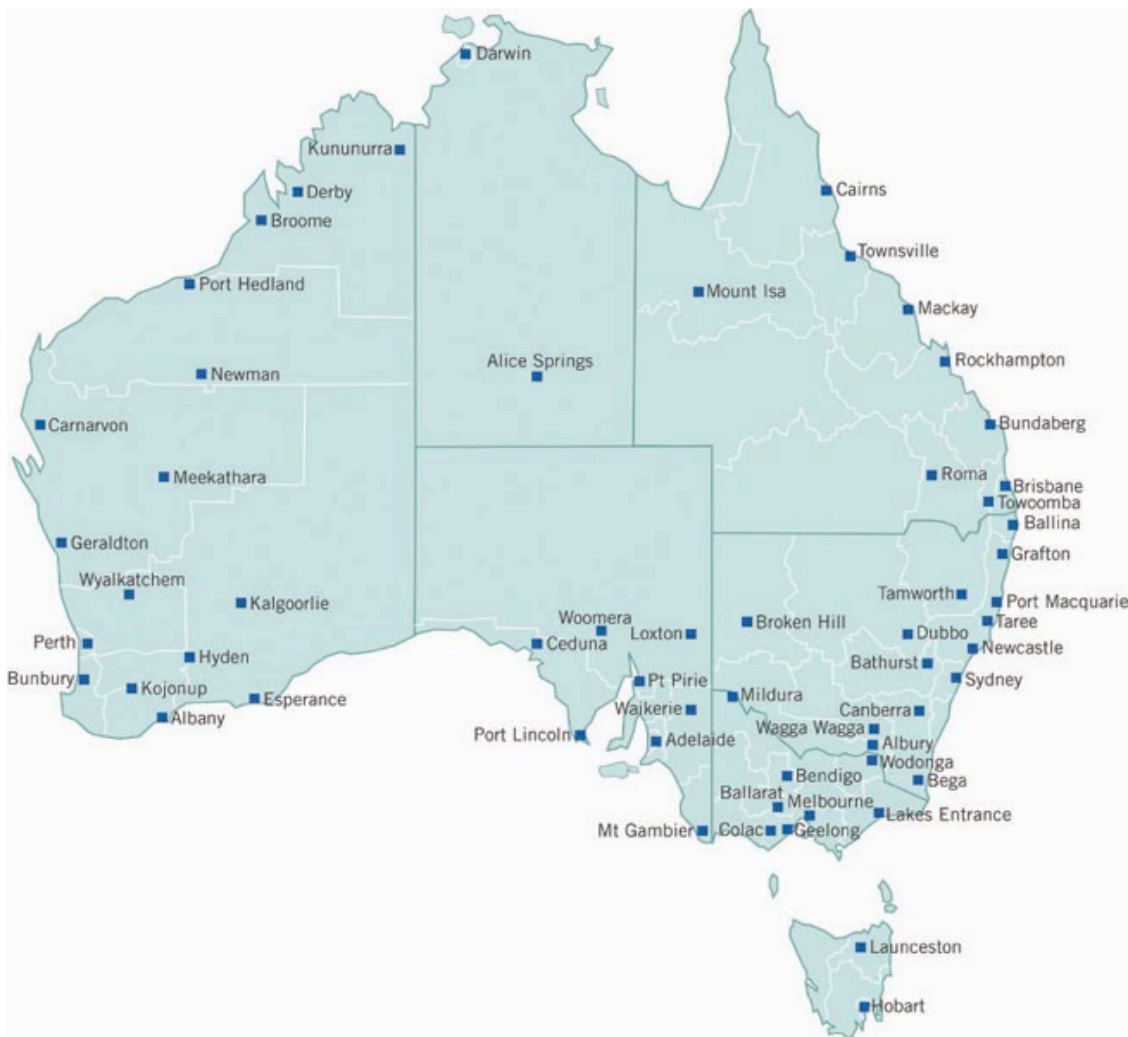 Darwin
Kununurra
Derby
Cairns
Broome
Townsville
Port Hedland
Mount Isa
Mackay
Alice Springs
Rockhampton
Newman
Carnarvon
Bundaberg
Meekathara
Roma
Brisbane
Towoomba
Ballina
Geraldton
Grafton
Wyalkatchem
Kalgoorlie
Tamworth
Port Macquarie
Woomera
Broken Hill
Taree
Perth
Ceduna
Loxton
Dubbo
Newcastle
Hyden
Bathurst
Bunbury
Kojonup
Pt Pirie
Sydney
Esperance
Mildura
Albany
Waikerie
Canberra
Wagga Wagga
Port Lincoln
Adelaide
Albury
Wodonga
Bendigo
Bega
Ballarat
Melbourne
Lakes Entrance
Mt Gambier
Colac
Geelong
Launceston
Hobart